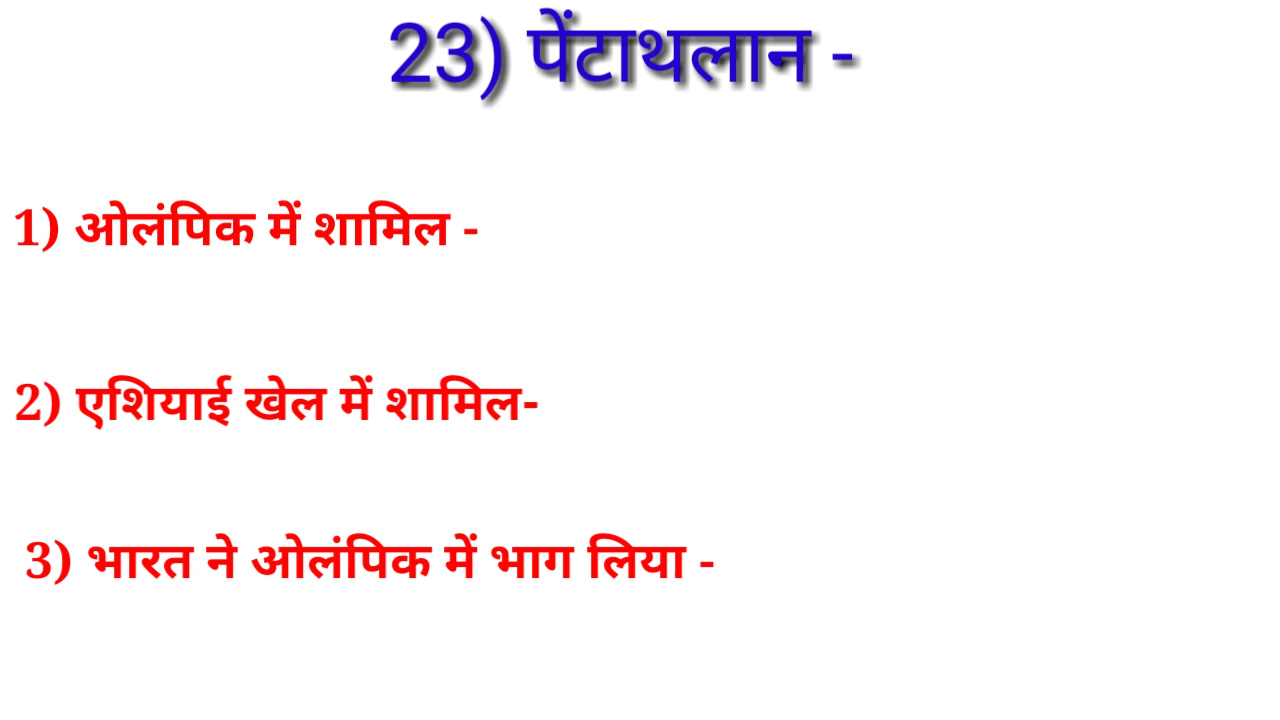 23) पेंटाथलान -
1) ओलंपिक में शामिल -
2) एशियाई खेल में शामिल-
3) भारत ने ओलंपिक में भाग लिया -